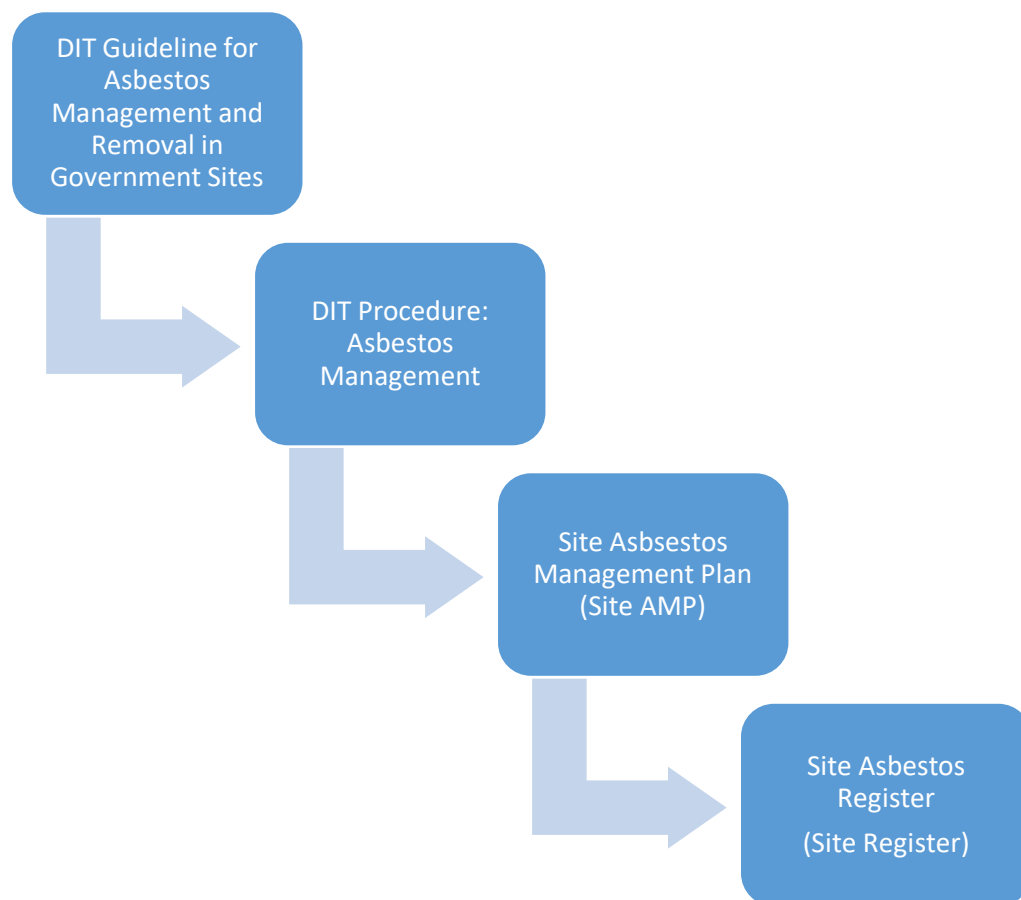 DIT Guideline for
Asbestos
Management and
Removal in
Government Sites
DIT Procedure:
Asbestos
Management
Site Asbsestos
Management Plan
(Site AMP)
Site Asbestos
Register
(Site Register)